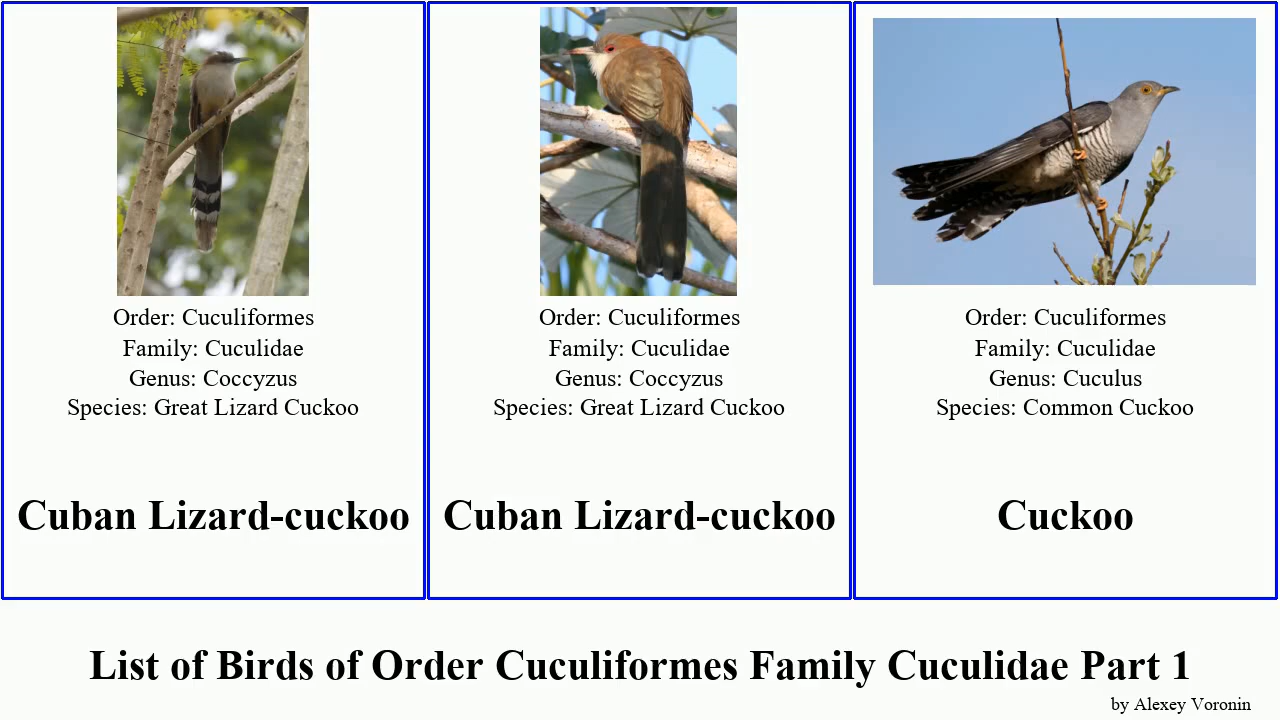 Order: Cuculiformes
Family: Cuculidae
Genus: Coccyzus
Species: Great Lizard Cuckoo
Cuban Lizard-cuckoo
Order: Cuculiformes
Family: Cuculidae
Genus: Coccyzus
Species: Great Lizard Cuckoo
Cuban Lizard-cuckoo
Order: Cuculiformes
Family: Cuculidae
Genus: Cuculus
Species: Common Cuckoo
Cuckoo
List of Birds of Order Cuculiformes Family Cuculidae Part 1
by Alexey Voronin